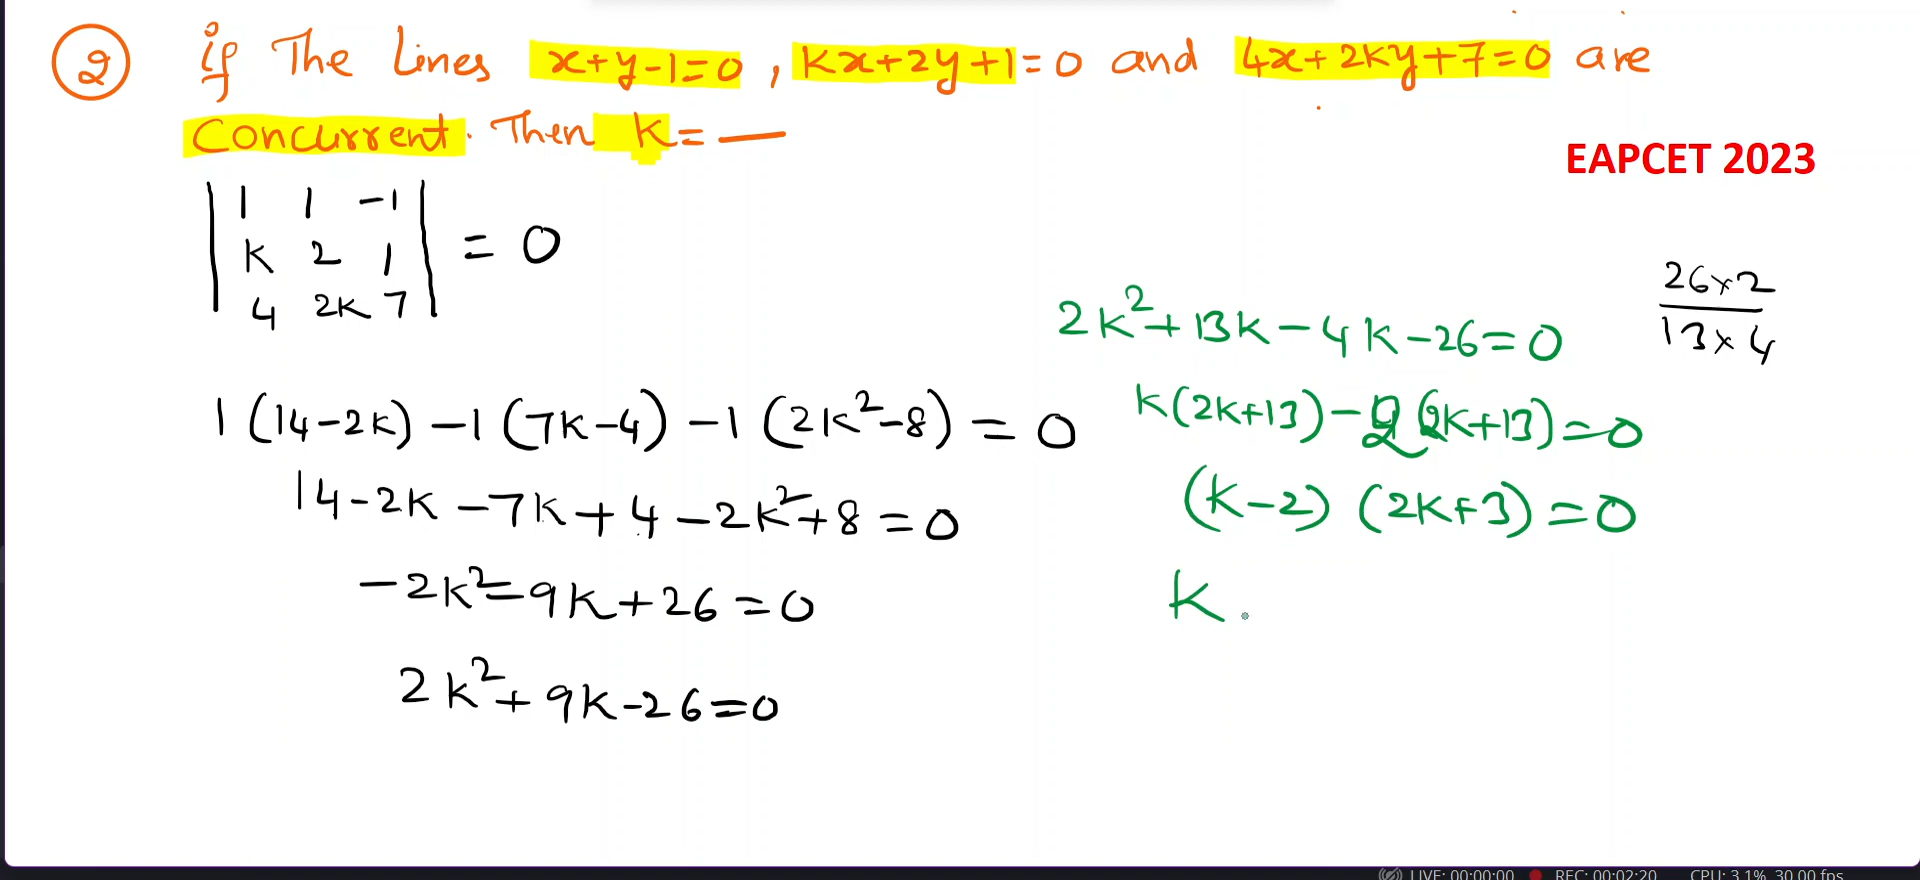 2 If The Lines x+y-1=0, Kx+2y+1=0 and 4x+2Ky+7=0 are
Concurrent. Then K= —
EAPCET 2023
| 1 1 -1 |
| K 2 1 | = 0
| 4 2K 7 |
1 (14-2K) -1 (7K-4) -1 (2K²-8) = 0
14-2K -7K+4 -2K²+8 = 0
-2K²-9K+26 = 0
2K²+9K-26=0
2K²+13K-4K-26=0
K(2K+13)-2(2K+13)=0
(K-2) (2K+3)=0
K
26×2
13×4
LIVE: 00:00:00 REC: 00:02:20 CPU: 3.1%, 30.00 fps